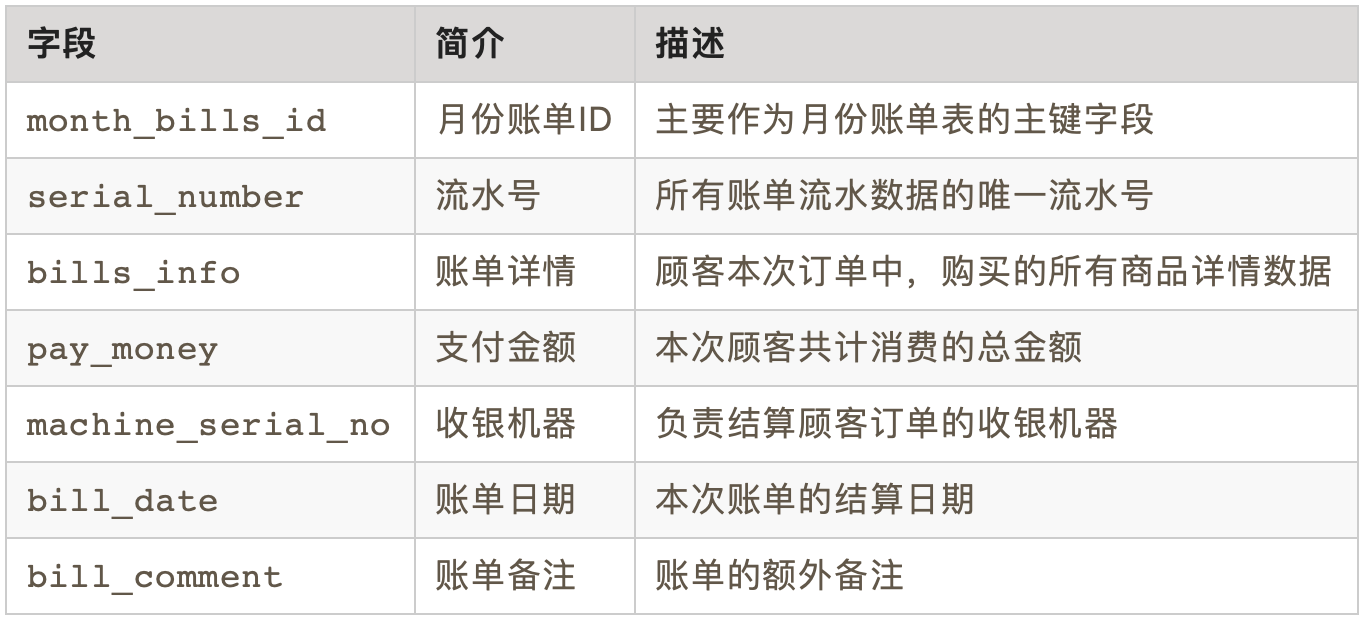 字段 简介 描述
month_bills_id 月份账单ID 主要作为月份账单表的主键字段
serial_number 流水号 所有账单流水数据的唯一流水号
bills_info 账单详情 顾客本次订单中，购买的所有商品详情数据
pay_money 支付金额 本次顾客共计消费的总金额
machine_serial_no 收银机器 负责结算顾客订单的收银机器
bill_date 账单日期 本次账单的结算日期
bill_comment 账单备注 账单的额外备注